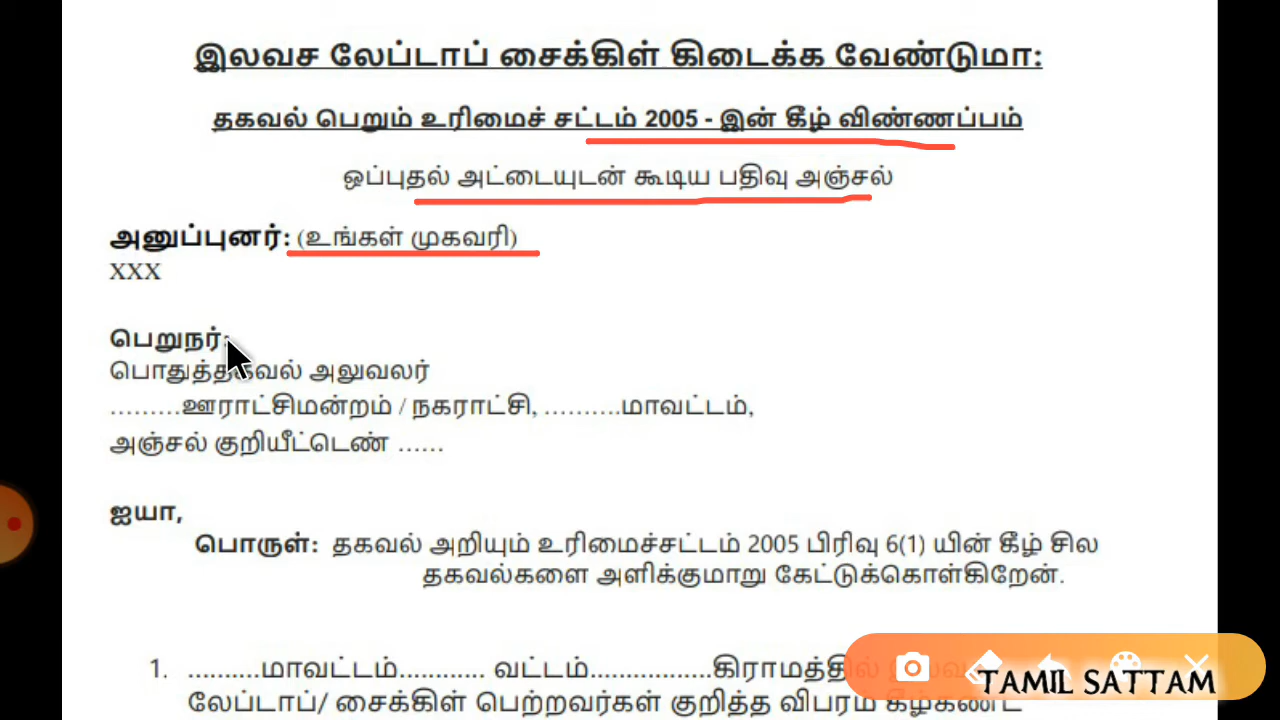 இலவச லேப்டாப் சைக்கிள் கிடைக்க வேண்டுமா:
தகவல் பெறும் உரிமைச் சட்டம் 2005 - இன் கீழ் விண்ணப்பம்
ஒப்புதல் அட்டையுடன் கூடிய பதிவு அஞ்சல்
அனுப்புனர்: (உங்கள் முகவரி)
XXX
பெறுநர்:
பொதுத்தகவல் அலுவலர்
.........ஊராட்சிமன்றம் / நகராட்சி, ..........மாவட்டம்,
அஞ்சல் குறியீட்டெண் ......
ஐயா,
பொருள்: தகவல் அறியும் உரிமைச்சட்டம் 2005 பிரிவு 6(1) யின் கீழ் சில
தகவல்களை அளிக்குமாறு கேட்டுக்கொள்கிறேன்.
1. ..........மாவட்டம்............ வட்டம்.................கிராமத்தில்
லேப்டாப்/ சைக்கிள் பெற்றவர்கள் குறித்த விபரம் கீழ்கண்ட
TAMIL SATTAM